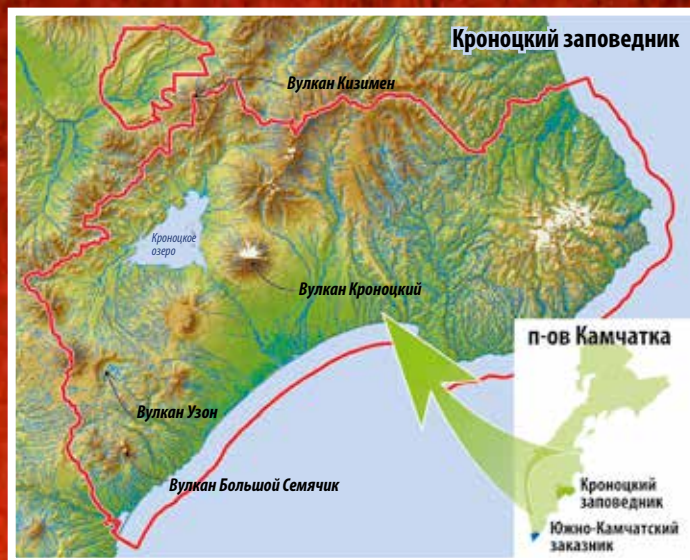 Кроноцкий заповедник
Вулкан Кизимен
Кроноцкое
озеро
Вулкан Кроноцкий
п-ов Камчатка
Вулкан Узон
Вулкан Большой Семячик
Кроноцкий
заповедник
Южно-Камчатский
заказник